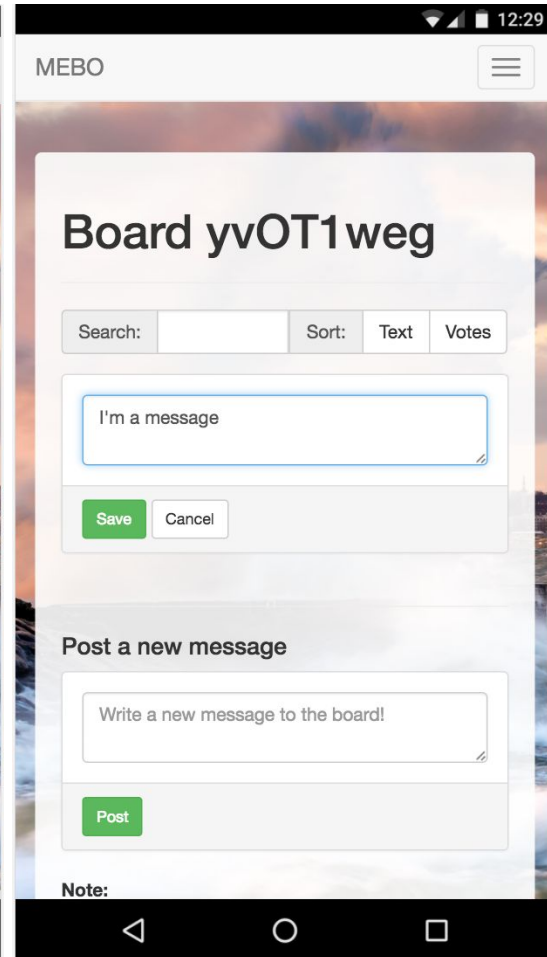 12:29
MEBO
Board yvOT1weg
Search: Sort: Text Votes
I'm a message
Save Cancel
Post a new message
Write a new message to the board!
Post
Note: